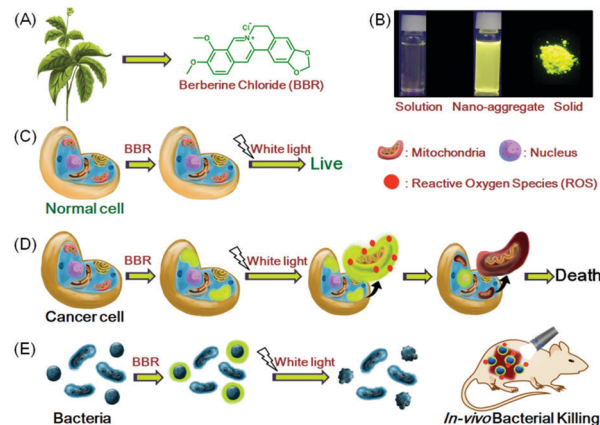 (A)
Cl-
N+
O
O
O
O
Berberine Chloride (BBR)
(B)
Solution Nano-aggregate Solid
(C)
BBR
White light
Live
Normal cell
: Mitochondria
: Nucleus
: Reactive Oxygen Species (ROS)
(D)
BBR
White light
Death
Cancer cell
(E)
BBR
White light
Bacteria
In-vivo Bacterial Killing